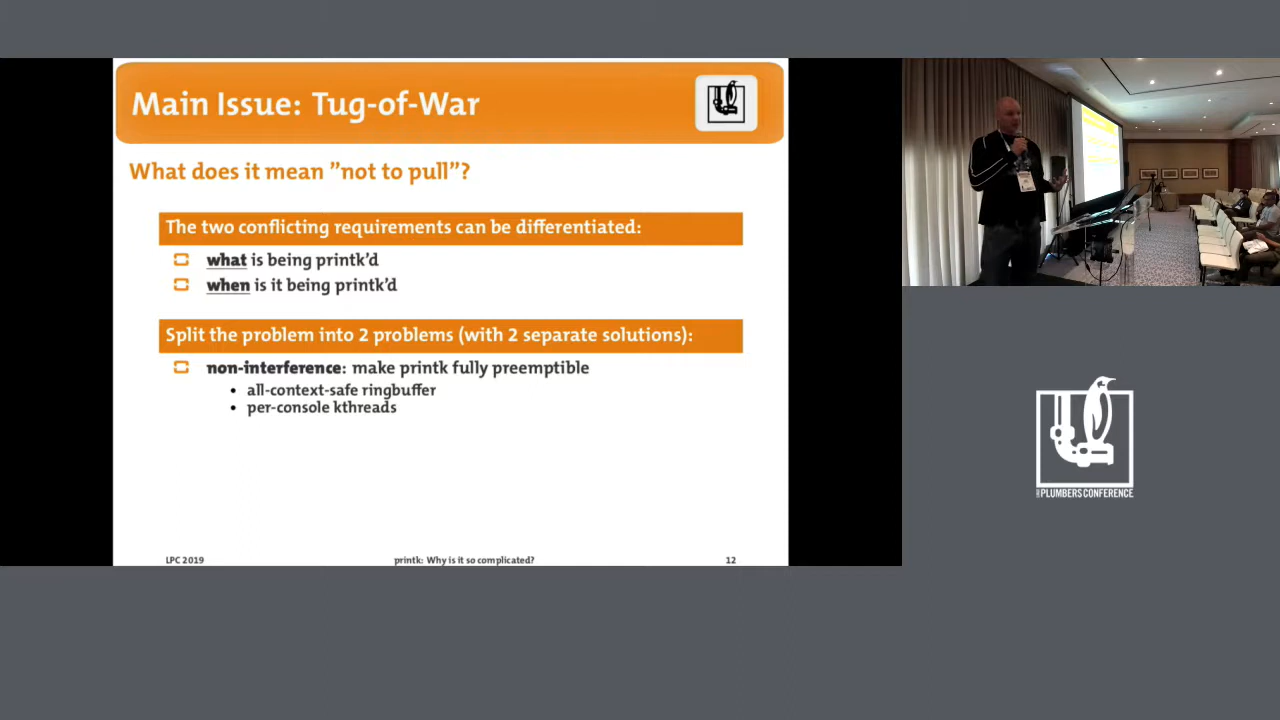 Main Issue: Tug-of-War
What does it mean ”not to pull”?
The two conflicting requirements can be differentiated:
what is being printk’d
when is it being printk’d
Split the problem into 2 problems (with 2 separate solutions):
non-interference: make printk fully preemptible
• all-context-safe ringbuffer
• per-console kthreads
LPC 2019
printk: Why is it so complicated?
12
PLUMBERS CONFERENCE